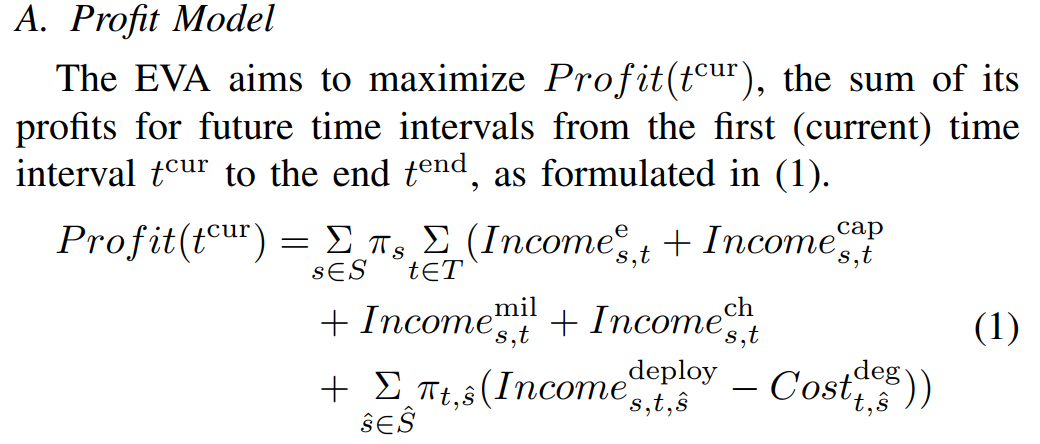 A. Profit Model
The EVA aims to maximize Profit(t^cur), the sum of its
profits for future time intervals from the first (current) time
interval t^cur to the end t^end, as formulated in (1).
Profit(t^cur) = Σ_{s∈S} π_s Σ_{t∈T} (Income^e_{s,t} + Income^cap_{s,t}
+ Income^mil_{s,t} + Income^ch_{s,t} (1)
+ Σ_{ŝ∈Ŝ} π_{t,ŝ}(Income^deploy_{s,t,ŝ} − Cost^deg_{t,ŝ}))